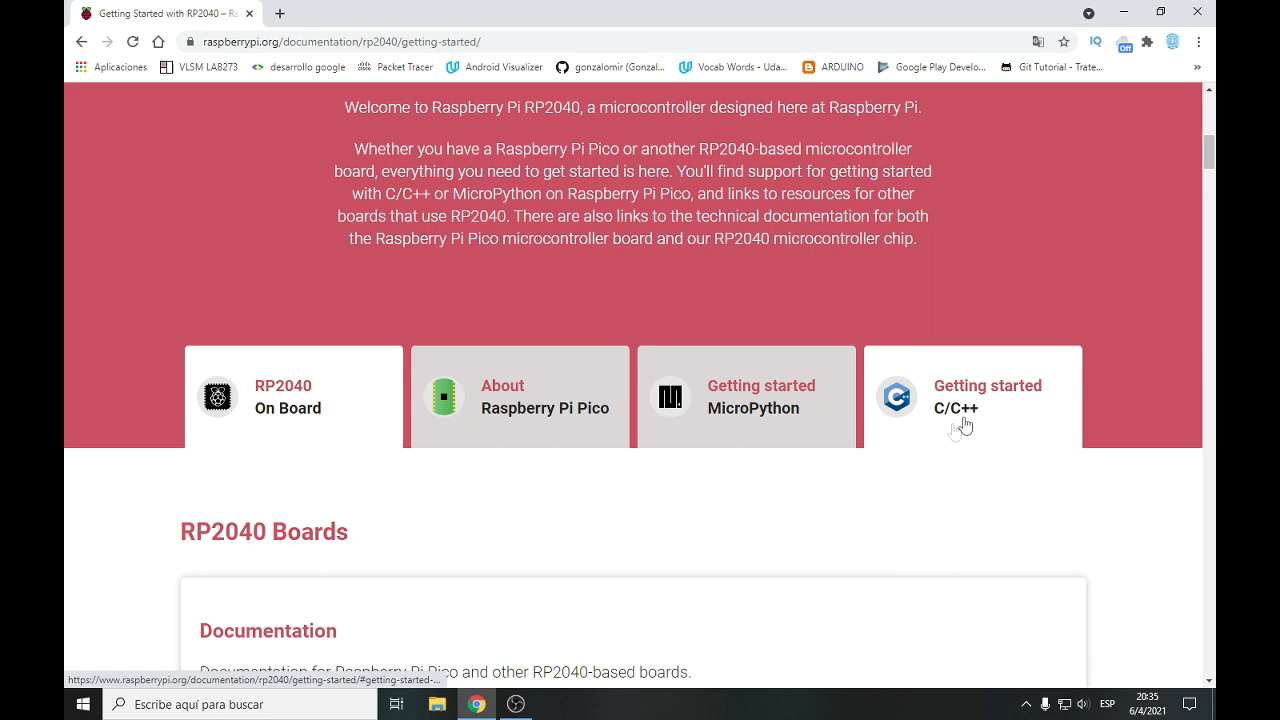 Getting Started with RP2040 – R
raspberrypi.org/documentation/rp2040/getting-started/
Aplicaciones
VLSM LAB273
desarrollo google
Packet Tracer
Android Visualizer
gonzalomir (Gonzal...
Vocab Words - Uda...
ARDUINO
Google Play Develo...
Git Tutorial - Trate...
»
IQ
Off
Welcome to Raspberry Pi RP2040, a microcontroller designed here at Raspberry Pi.
Whether you have a Raspberry Pi Pico or another RP2040-based microcontroller
board, everything you need to get started is here. You'll find support for getting started
with C/C++ or MicroPython on Raspberry Pi Pico, and links to resources for other
boards that use RP2040. There are also links to the technical documentation for both
the Raspberry Pi Pico microcontroller board and our RP2040 microcontroller chip.
RP2040
On Board
About
Raspberry Pi Pico
Getting started
MicroPython
C++
Getting started
C/C++
RP2040 Boards
Documentation
Documentation for Raspberry Pi Pico and other RP2040-based boards.
https://www.raspberrypi.org/documentation/rp2040/getting-started/#getting-started-...
Escribe aquí para buscar
ESP
20:35
6/4/2021